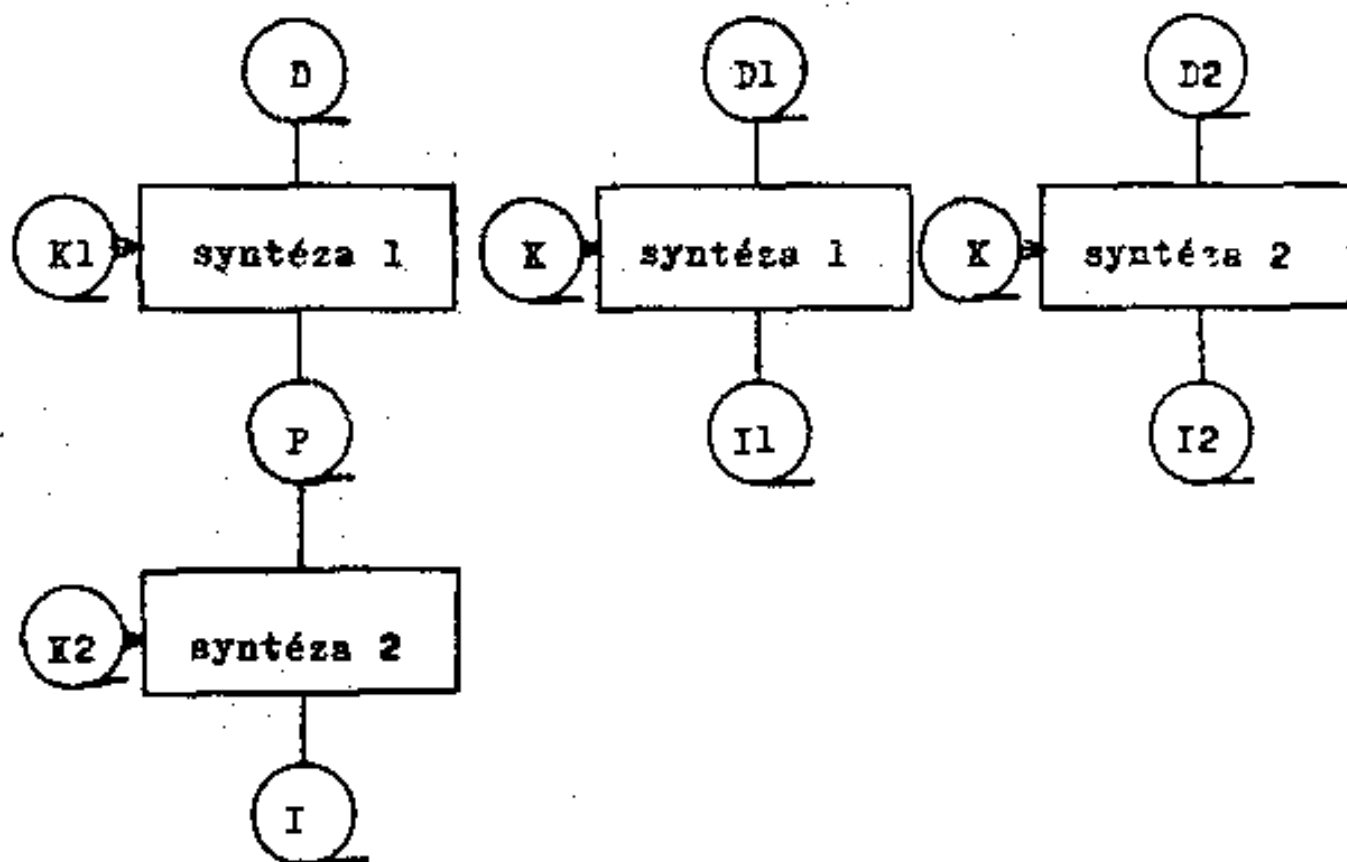 D D1 D2
K1 syntéza 1 K syntéza 1 K syntéza 2
P I1 I2
K2 syntéza 2
I